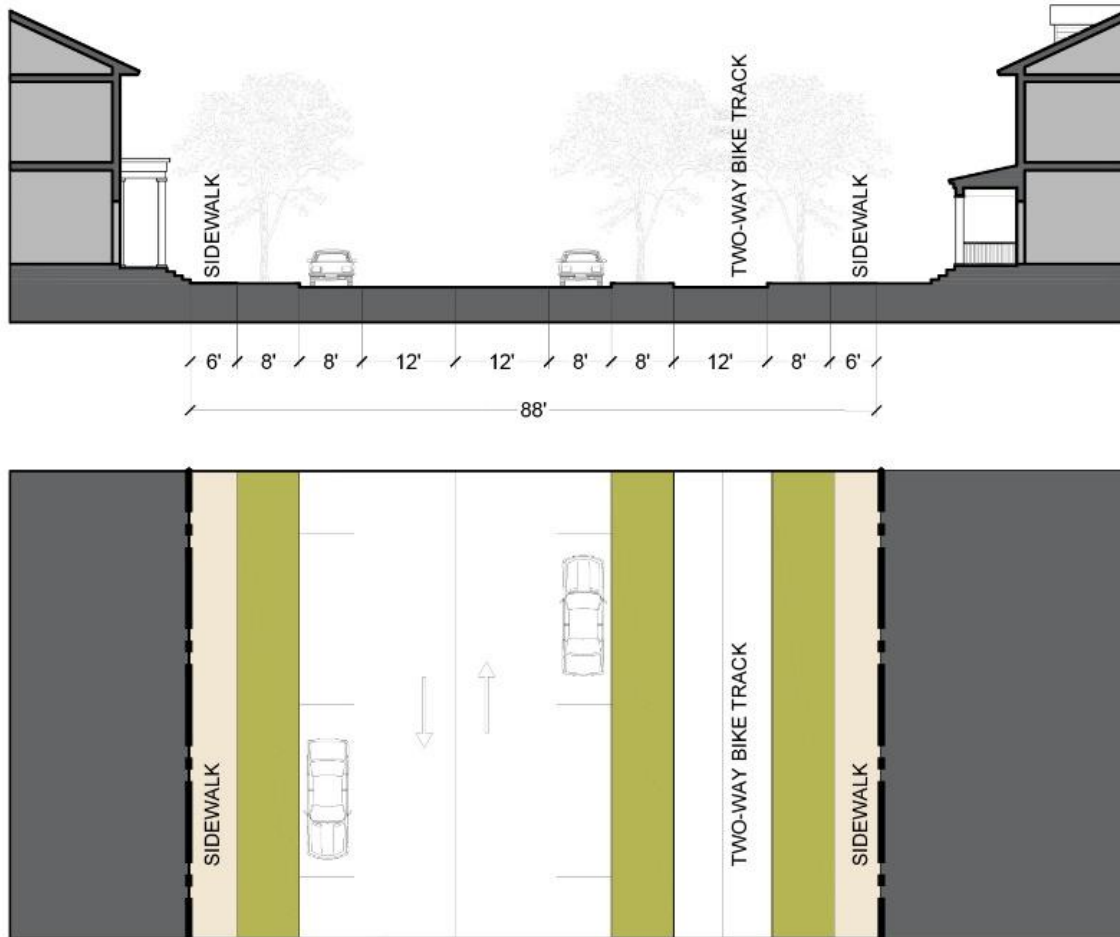 SIDEWALK
TWO-WAY BIKE TRACK
SIDEWALK
6' 8' 8' 12' 12' 8' 8' 12' 8' 6'
88'
SIDEWALK
TWO-WAY BIKE TRACK
SIDEWALK